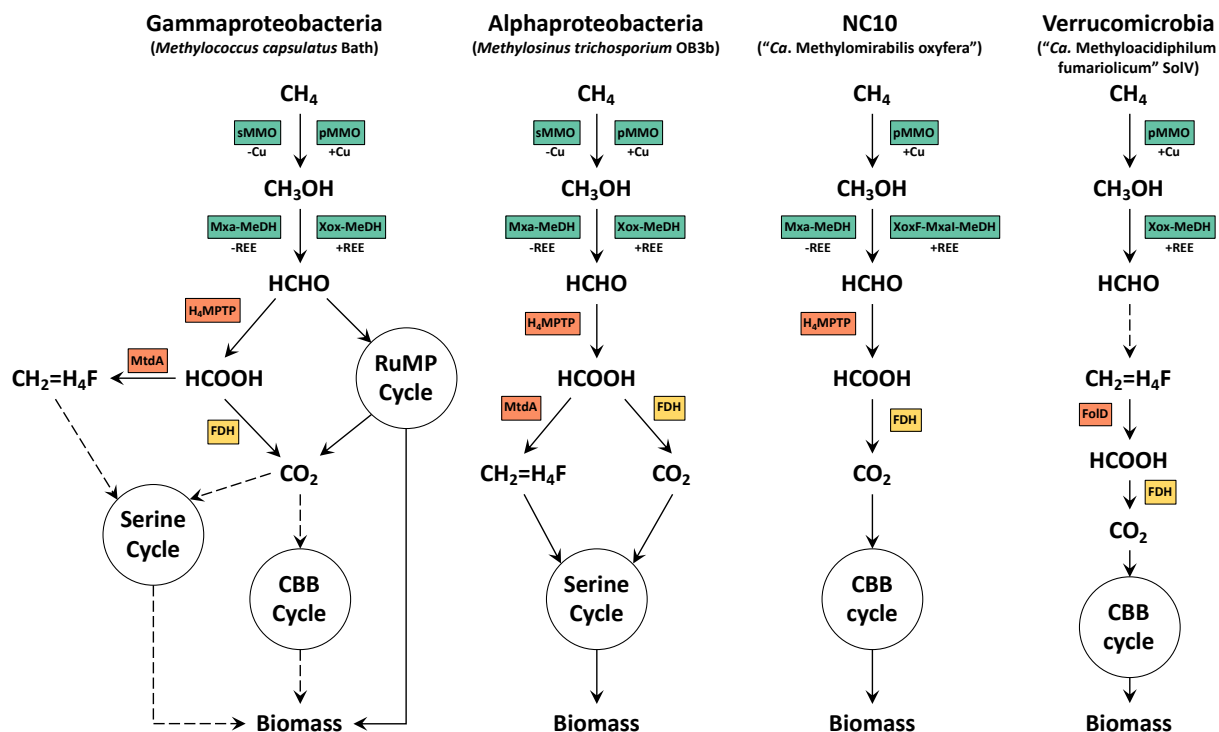 Gammaproteobacteria
(Methylococcus capsulatus Bath)
CH4
sMMO
pMMO
-Cu
+Cu
CH3OH
Mxa-MeDH
Xox-MeDH
-REE
+REE
HCHO
H4MPTP
MtdA
CH2=H4F
HCOOH
RuMP
Cycle
FDH
CO2
Serine
Cycle
CBB
Cycle
Biomass
Alphaproteobacteria
(Methylosinus trichosporium OB3b)
CH4
sMMO
pMMO
-Cu
+Cu
CH3OH
Mxa-MeDH
Xox-MeDH
-REE
+REE
HCHO
H4MPTP
HCOOH
MtdA
FDH
CH2=H4F
CO2
Serine
Cycle
Biomass
NC10
(“Ca. Methylomirabilis oxyfera”)
CH4
pMMO
+Cu
CH3OH
Mxa-MeDH
XoxF-MxaI-MeDH
-REE
+REE
HCHO
H4MPTP
HCOOH
FDH
CO2
CBB
cycle
Biomass
Verrucomicrobia
(“Ca. Methyloacidiphilum
fumariolicum” SolV)
CH4
pMMO
+Cu
CH3OH
Xox-MeDH
+REE
HCHO
CH2=H4F
FolD
HCOOH
FDH
CO2
CBB
cycle
Biomass